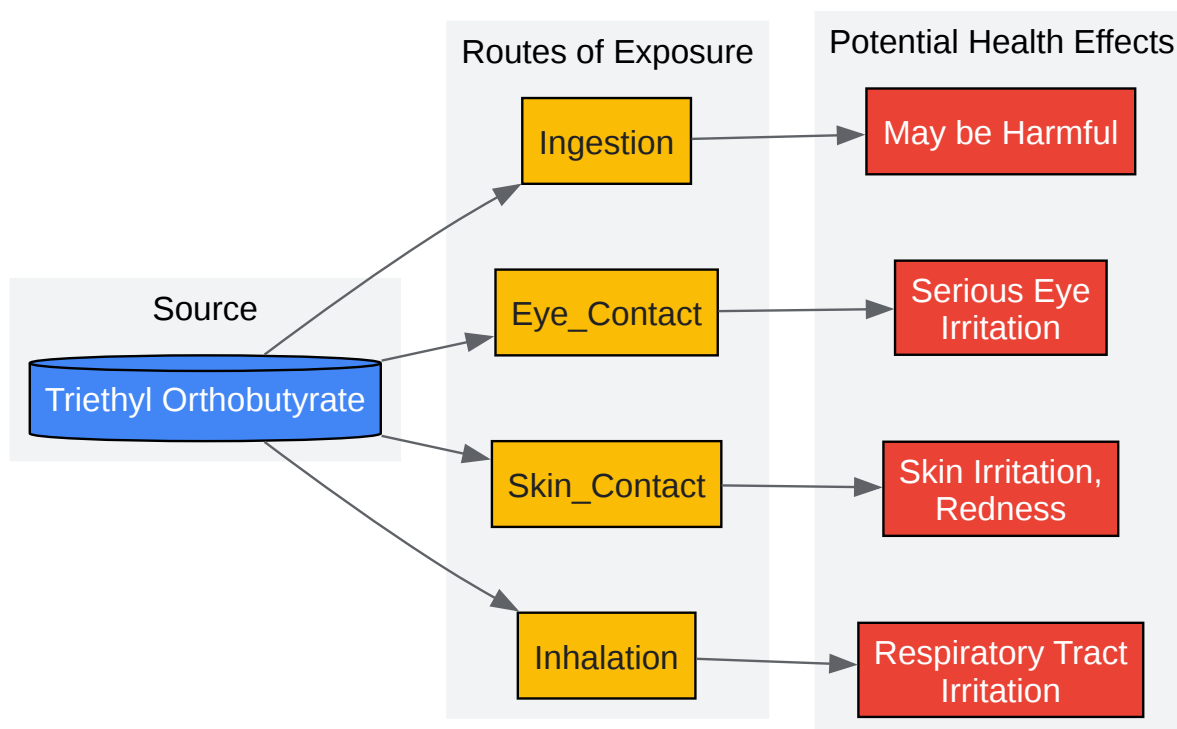 Source
Triethyl Orthobutyrate
Routes of Exposure
Ingestion
Eye_Contact
Skin_Contact
Inhalation
Potential Health Effects
May be Harmful
Serious Eye
Irritation
Skin Irritation,
Redness
Respiratory Tract
Irritation